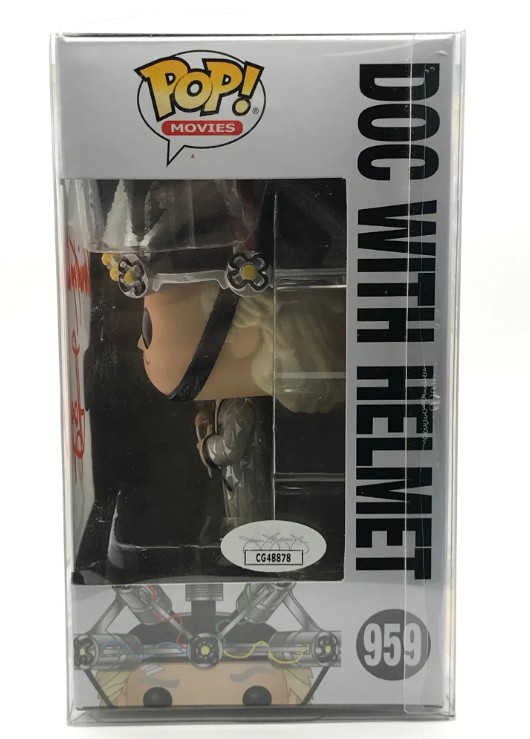 POP!
®
MOVIES
DOC WITH HELMET
CG48878
959